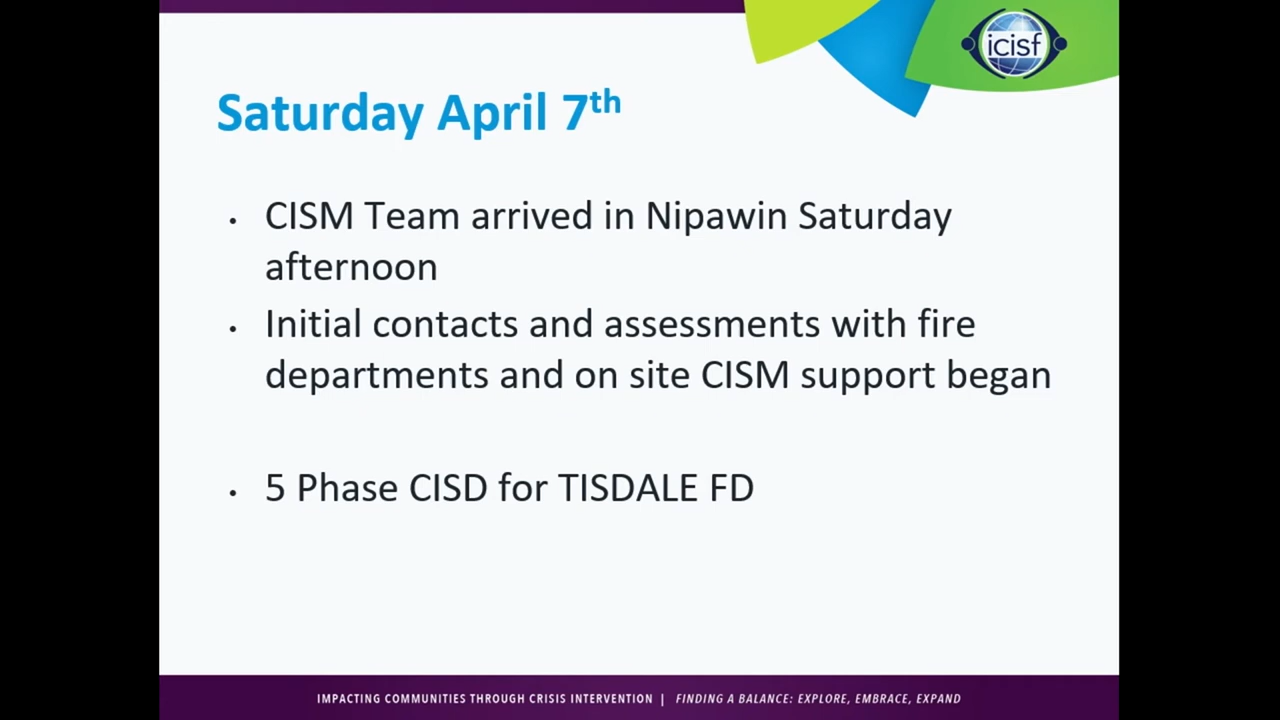 icisf
Saturday April 7th
• CISM Team arrived in Nipawin Saturday
afternoon
• Initial contacts and assessments with fire
departments and on site CISM support began
• 5 Phase CISD for TISDALE FD
IMPACTING COMMUNITIES THROUGH CRISIS INTERVENTION | FINDING A BALANCE: EXPLORE, EMBRACE, EXPAND